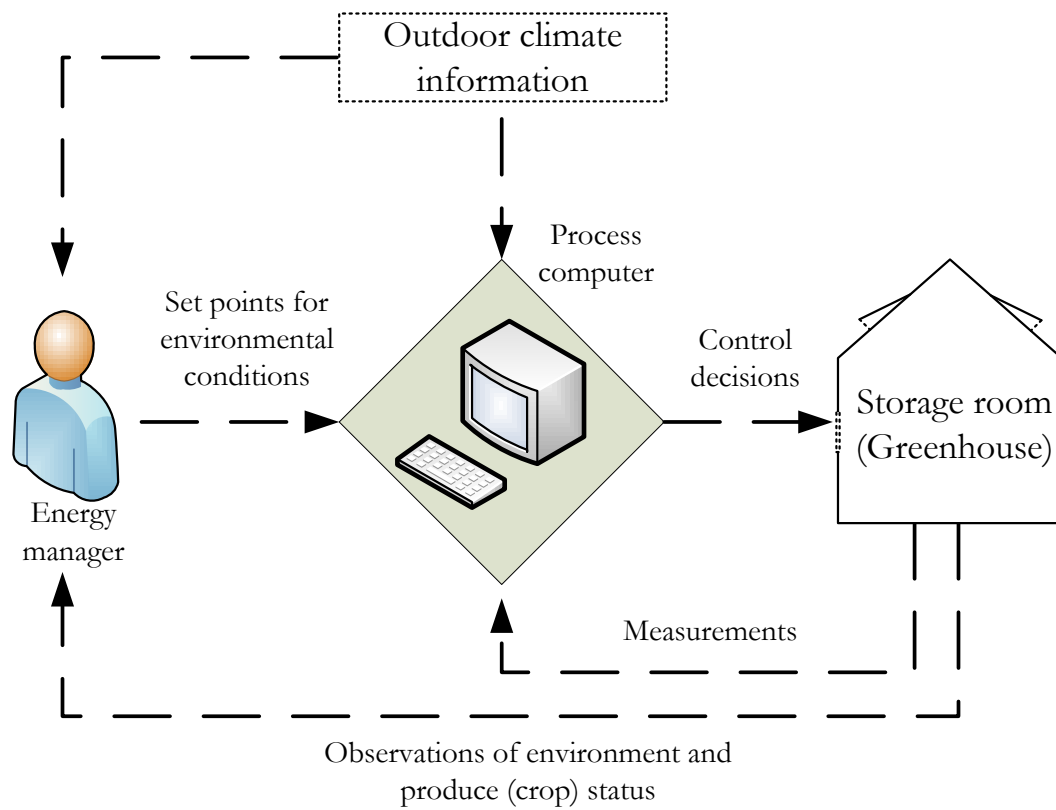 Outdoor climate
information
Process
computer
Set points for
environmental
conditions
Control
decisions
Storage room
(Greenhouse)
Energy
manager
Measurements
Observations of environment and
produce (crop) status